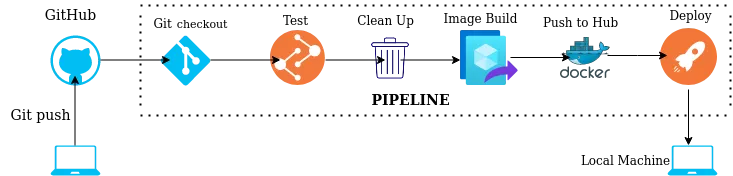 GitHub
Git checkout
Test
Clean Up
Image Build
Push to Hub
Deploy
docker
PIPELINE
Git push
Local Machine